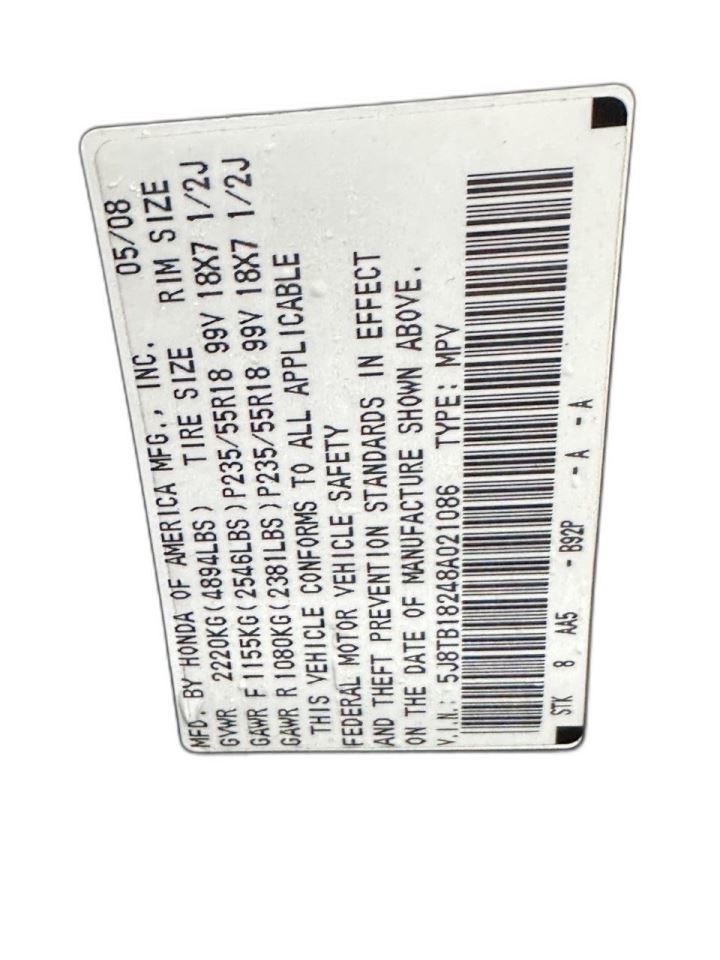 MFD. BY HONDA OF AMERICA MFG., INC. 05/08
GVWR 2220KG(4894LBS) TIRE SIZE RIM SIZE
GAWR F 1155KG(2546LBS)P235/55R18 99V 18X7 1/2J
GAWR R 1080KG(2381LBS)P235/55R18 99V 18X7 1/2J
THIS VEHICLE CONFORMS TO ALL APPLICABLE
FEDERAL MOTOR VEHICLE SAFETY
AND THEFT PREVENTION STANDARDS IN EFFECT
ON THE DATE OF MANUFACTURE SHOWN ABOVE.
V.I.N.: 5J8TB18248A021086 TYPE: MPV
STK 8 AA5 - B92P - A - A